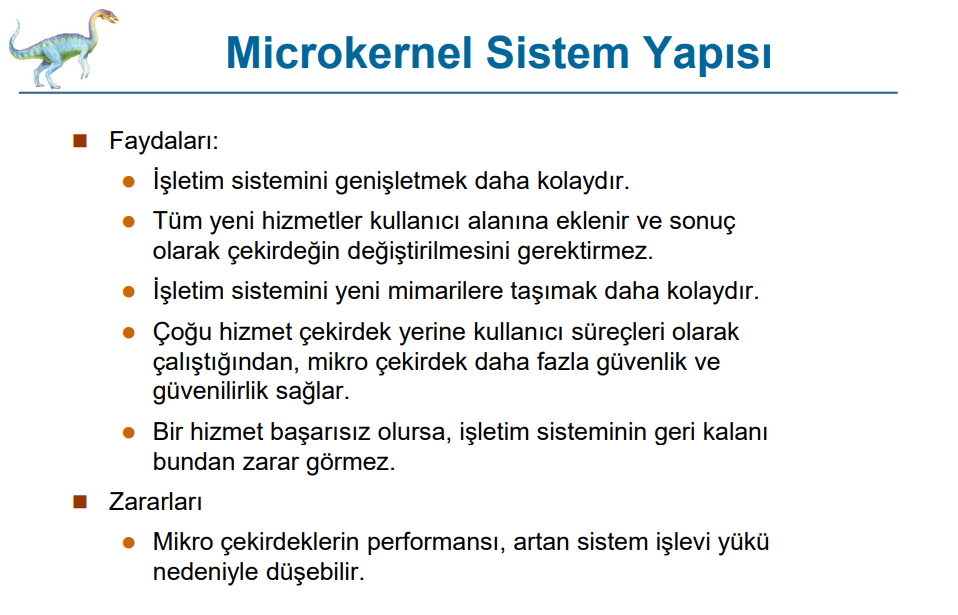 Microkernel Sistem Yapısı
Faydaları:
İşletim sistemini genişletmek daha kolaydır.
Tüm yeni hizmetler kullanıcı alanına eklenir ve sonuç
olarak çekirdeğin değiştirilmesini gerektirmez.
İşletim sistemini yeni mimarilere taşımak daha kolaydır.
Çoğu hizmet çekirdek yerine kullanıcı süreçleri olarak
çalıştığından, mikro çekirdek daha fazla güvenlik ve
güvenilirlik sağlar.
Bir hizmet başarısız olursa, işletim sisteminin geri kalanı
bundan zarar görmez.
Zararları
Mikro çekirdeklerin performansı, artan sistem işlevi yükü
nedeniyle düşebilir.